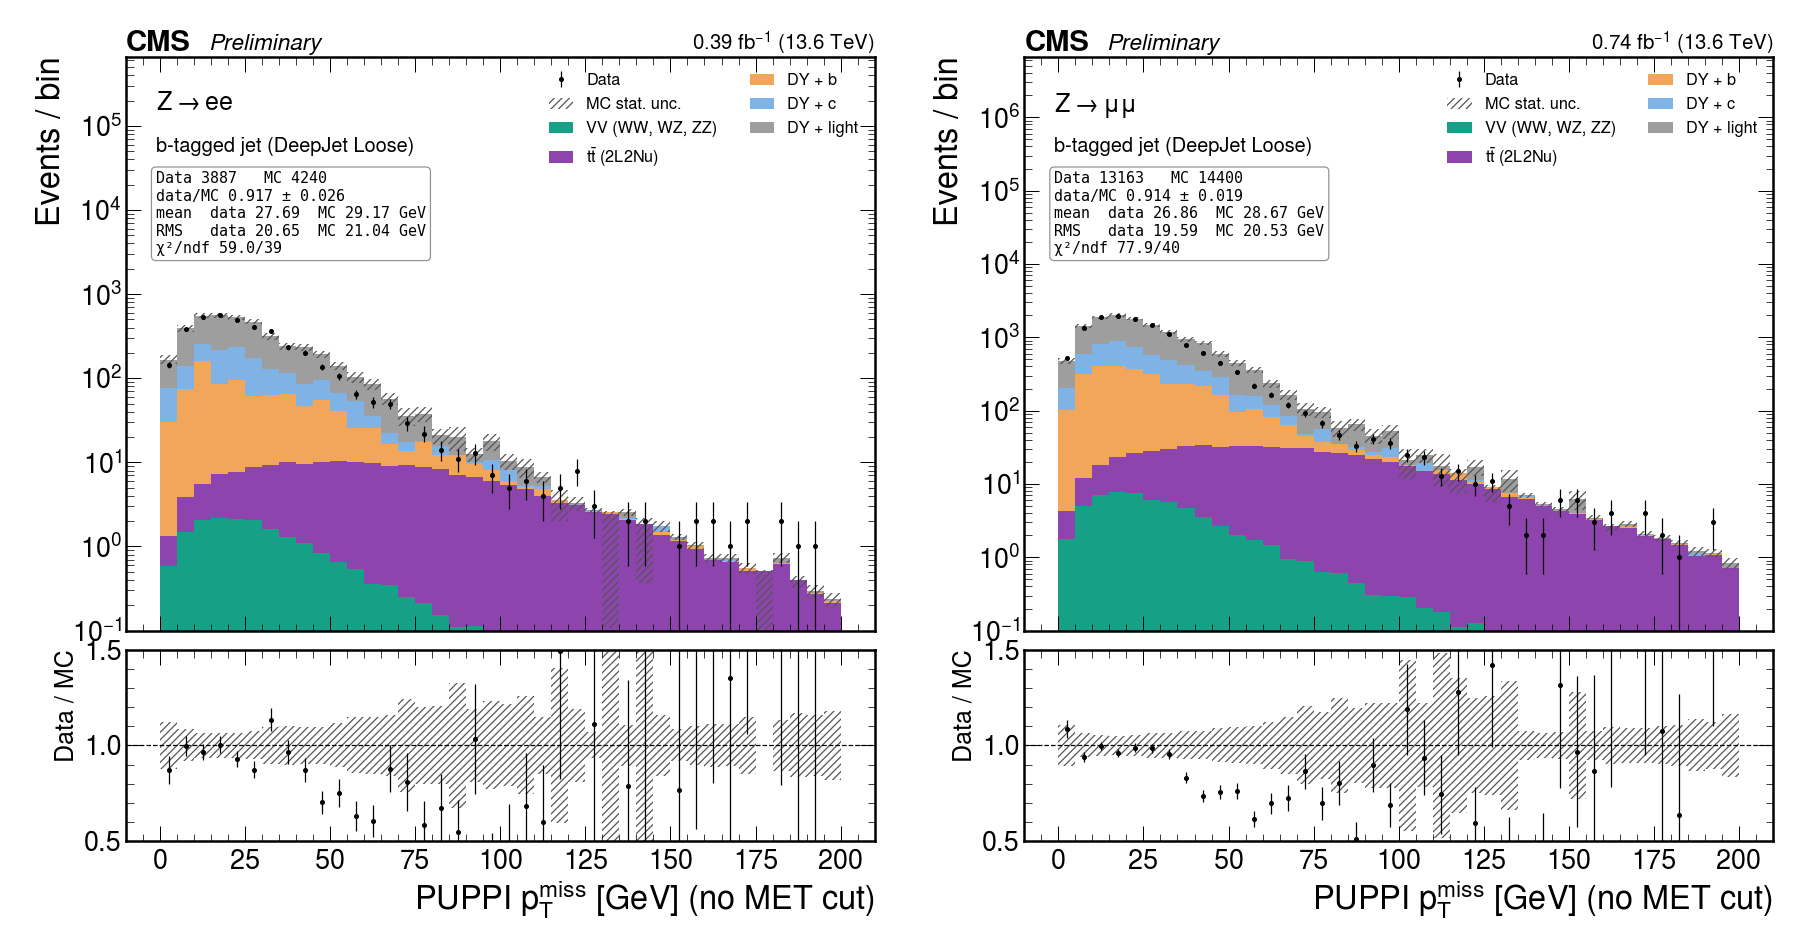 CMS Preliminary 0.39 fb⁻¹ (13.6 TeV)
Events / bin
Z → ee
b-tagged jet (DeepJet Loose)
Data 3887   MC 4240
data/MC 0.917 ± 0.026
mean  data 27.69  MC 29.17 GeV
RMS   data 20.65  MC 21.04 GeV
χ²/ndf 59.0/39
Data
MC stat. unc.
VV (WW, WZ, ZZ)
tt̄ (2L2Nu)
DY + b
DY + c
DY + light
10⁵
10⁴
10³
10²
10¹
10⁰
10⁻¹
Data / MC
1.5
1.0
0.5
0 25 50 75 100 125 150 175 200
PUPPI p_T^miss [GeV] (no MET cut)
CMS Preliminary 0.74 fb⁻¹ (13.6 TeV)
Events / bin
Z → μμ
b-tagged jet (DeepJet Loose)
Data 13163   MC 14400
data/MC 0.914 ± 0.019
mean  data 26.86  MC 28.67 GeV
RMS   data 19.59  MC 20.53 GeV
χ²/ndf 77.9/40
Data
MC stat. unc.
VV (WW, WZ, ZZ)
tt̄ (2L2Nu)
DY + b
DY + c
DY + light
10⁶
10⁵
10⁴
10³
10²
10¹
10⁰
10⁻¹
Data / MC
1.5
1.0
0.5
0 25 50 75 100 125 150 175 200
PUPPI p_T^miss [GeV] (no MET cut)